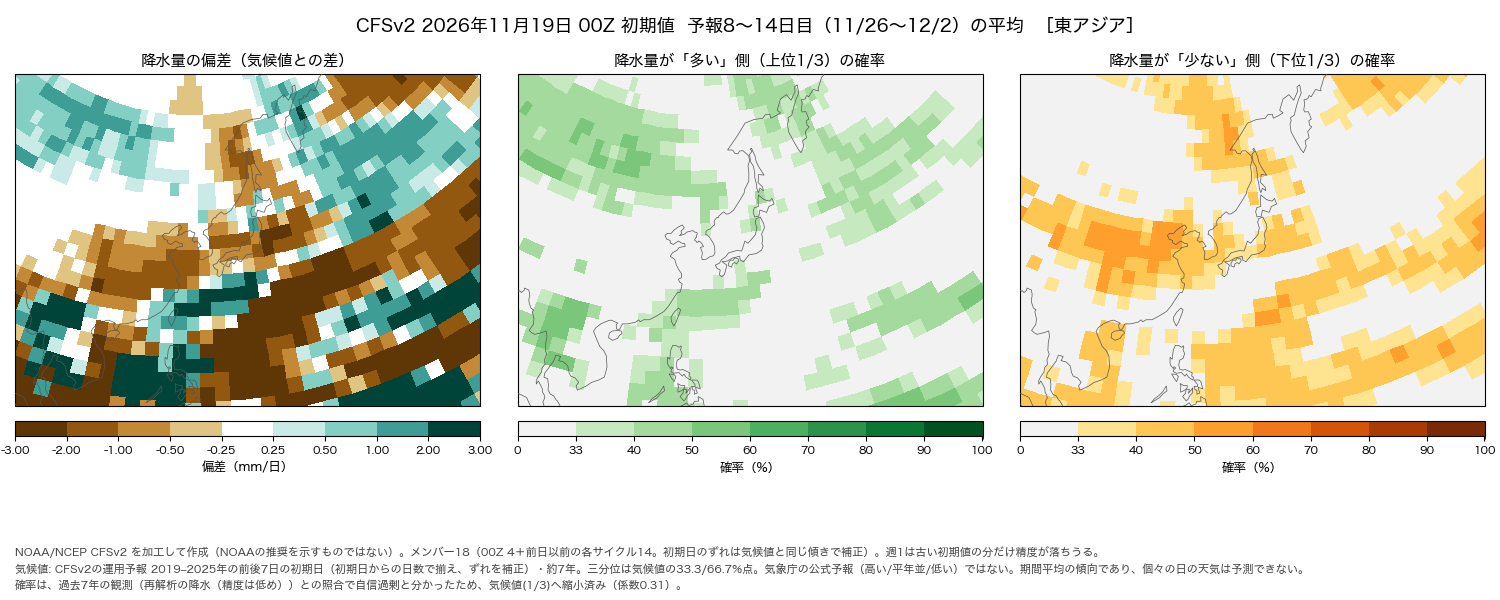 CFSv2 2026年11月19日 00Z 初期値 予報8〜14日目（11/26〜12/2）の平均 ［東アジア］
降水量の偏差（気候値との差）
降水量が「多い」側（上位1/3）の確率
降水量が「少ない」側（下位1/3）の確率
-3.00 -2.00 -1.00 -0.50 -0.25 0.25 0.50 1.00 2.00 3.00
偏差（mm/日）
0 33 40 50 60 70 80 90 100
確率（%）
0 33 40 50 60 70 80 90 100
確率（%）
NOAA/NCEP CFSv2 を加工して作成（NOAAの推奨を示すものではない）。メンバー18（00Z 4＋前日以前の各サイクル14。初期日のずれは気候値と同じ傾きで補正）。週1は古い初期値の分だけ精度が落ちうる。
気候値: CFSv2の運用予報 2019–2025年の前後7日の初期日（初期日からの日数で揃え、ずれを補正）・約7年。三分位は気候値の33.3/66.7%点。気象庁の公式予報（高い/平年並/低い）ではない。期間平均の傾向であり、個々の日の天気は予測できない。
確率は、過去7年の観測（再解析の降水（精度は低め））との照合で自信過剰と分かったため、気候値(1/3)へ縮小済み（係数0.31）。